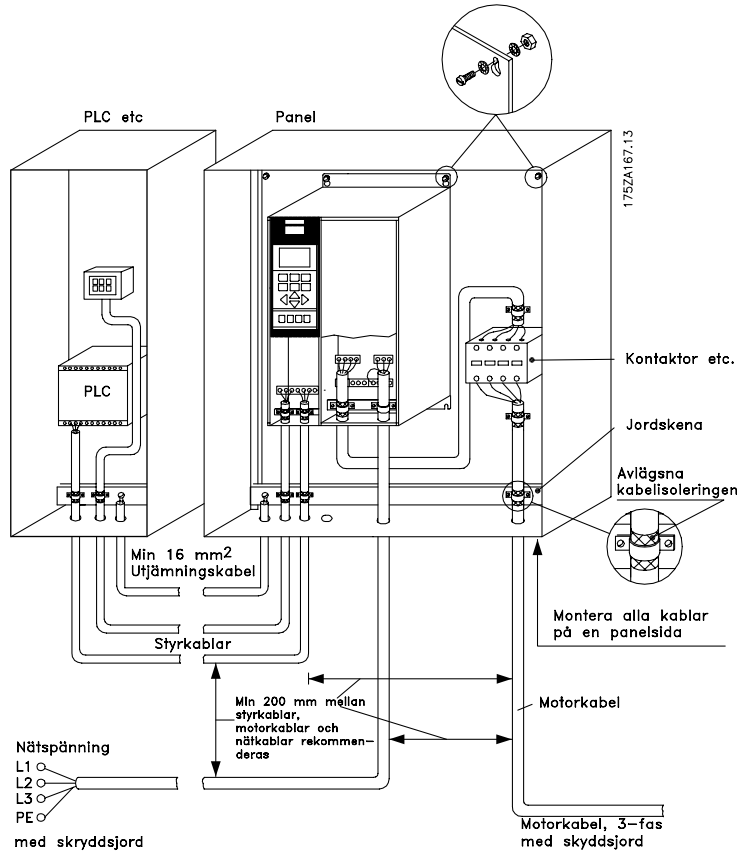 PLC etc
Panel
175ZA167.13
PLC
Kontaktor etc.
Jordskena
Avlägsna
kabelisoleringen
Min 16 mm2
Utjämningskabel
Styrkablar
Montera alla kablar
på en panelsida
Min 200 mm mellan
styrkablar,
motorkablar och
nätkablar rekommen-
deras
Motorkabel
Nätspänning
L1
L2
L3
PE
med skryddsjord
Motorkabel, 3-fas
med skyddsjord